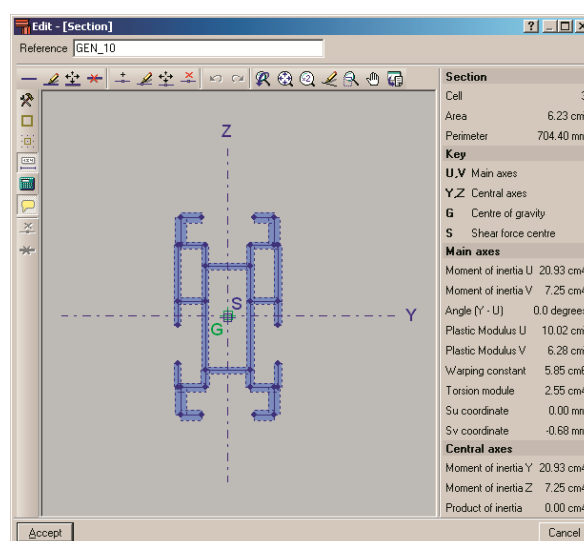 Edit - [Section]
Reference GEN_10
Section
Cell
Area 6.23 cm
Perimeter 704.40 mm
Key
U,V Main axes
Y,Z Central axes
G Centre of gravity
S Shear force centre
Main axes
Moment of inertia U 20.93 cm4
Moment of inertia V 7.25 cm4
Angle (Y - U) 0.0 degrees
Plastic Modulus U 10.02 cm
Plastic Modulus V 6.28 cm
Warping constant 5.85 cm6
Torsion module 2.55 cm4
Su coordinate 0.00 mm
Sv coordinate -0.68 mm
Central axes
Moment of inertia Y 20.93 cm4
Moment of inertia Z 7.25 cm4
Product of inertia 0.00 cm4
Z
S
Y
G
Accept
Cancel